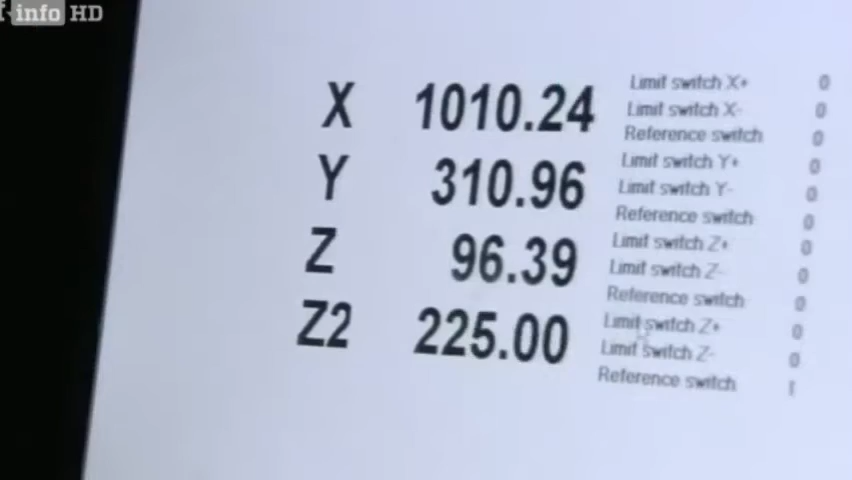 info HD
X 1010.24
Y 310.96
Z 96.39
Z2 225.00
Limit switch X+ 0
Limit switch X- 0
Reference switch 0
Limit switch Y+ 0
Limit switch Y- 0
Reference switch 0
Limit switch Z+ 0
Limit switch Z- 0
Reference switch 0
Limit switch Z+ 0
Limit switch Z- 0
Reference switch